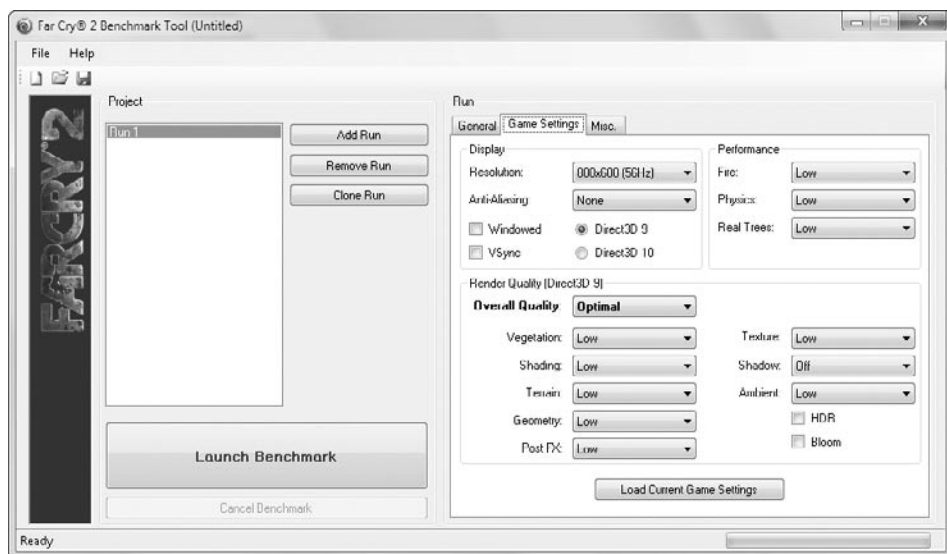 Far Cry® 2 Benchmark Tool (Untitled)
File Help
FARCRY®2
Project
Run 1
Add Run
Remove Run
Clone Run
Launch Benchmark
Cancel Benchmark
Run
General Game Settings Misc.
Display
Resolution: 800x600 (56Hz)
Anti-Aliasing None
Windowed Direct3D 9
VSync Direct3D 10
Performance
Fire: Low
Physics: Low
Real Trees: Low
Render Quality (Direct3D 9)
Overall Quality: Optimal
Vegetation: Low
Texture: Low
Shading: Low
Shadow: Off
Terrain: Low
Ambient: Low
Geometry: Low
HDR
Post FX: Low
Bloom
Load Current Game Settings
Ready